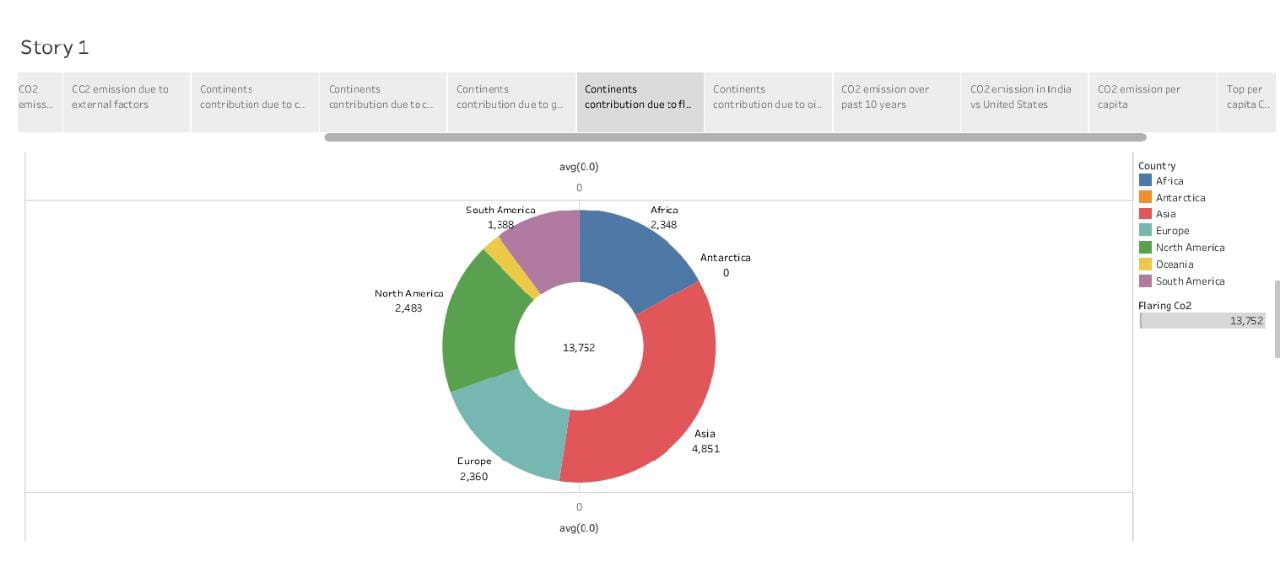 Story 1
CO2
emiss..
CC2 emission due to
external factors
Continents
contribution due to c..
Continents
contribution due to c..
Continents
contribution due to g..
Continents
contribution due to fl..
Continents
contribution due to oi..
CO2 emission over
past 10 years
CO2 emission in India
vs United States
CO2 emission per
capita
Top per
capita C..
avg(0.0)
0
South America
1,388
Africa
2,348
Antarctica
0
North America
2,483
13,752
Asia
4,851
Europe
2,360
0
avg(0.0)
Country
Africa
Antarctica
Asia
Europe
North America
Oceania
South America
Flaring Co2
13,752